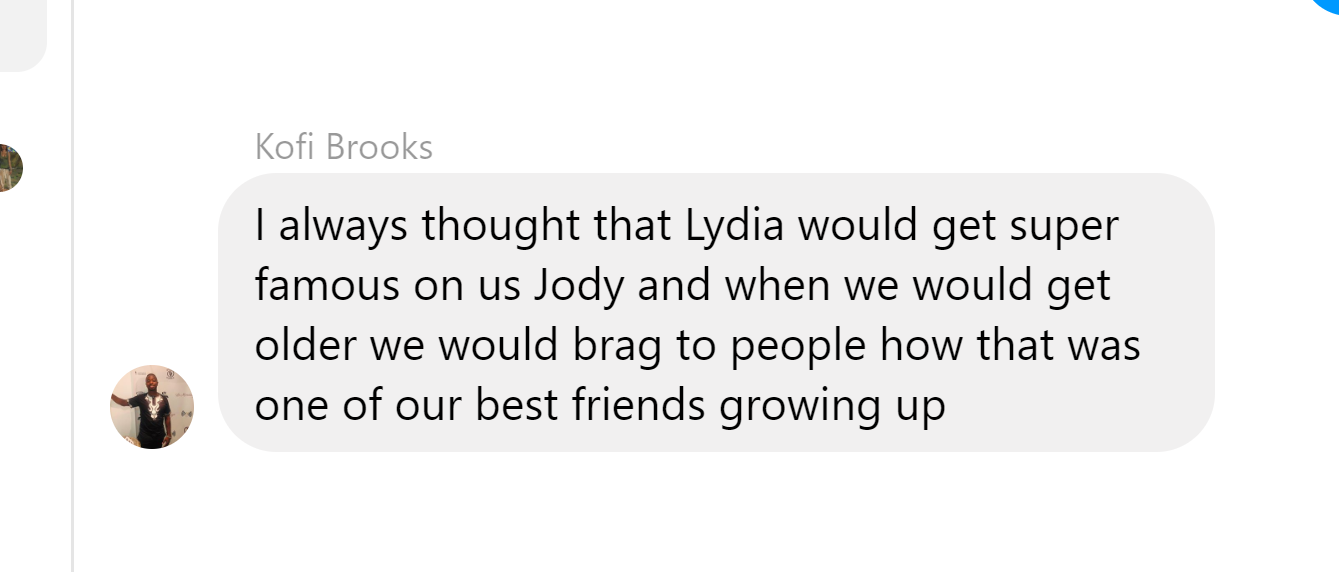 Kofi Brooks
I always thought that Lydia would get super
famous on us Jody and when we would get
older we would brag to people how that was
one of our best friends growing up